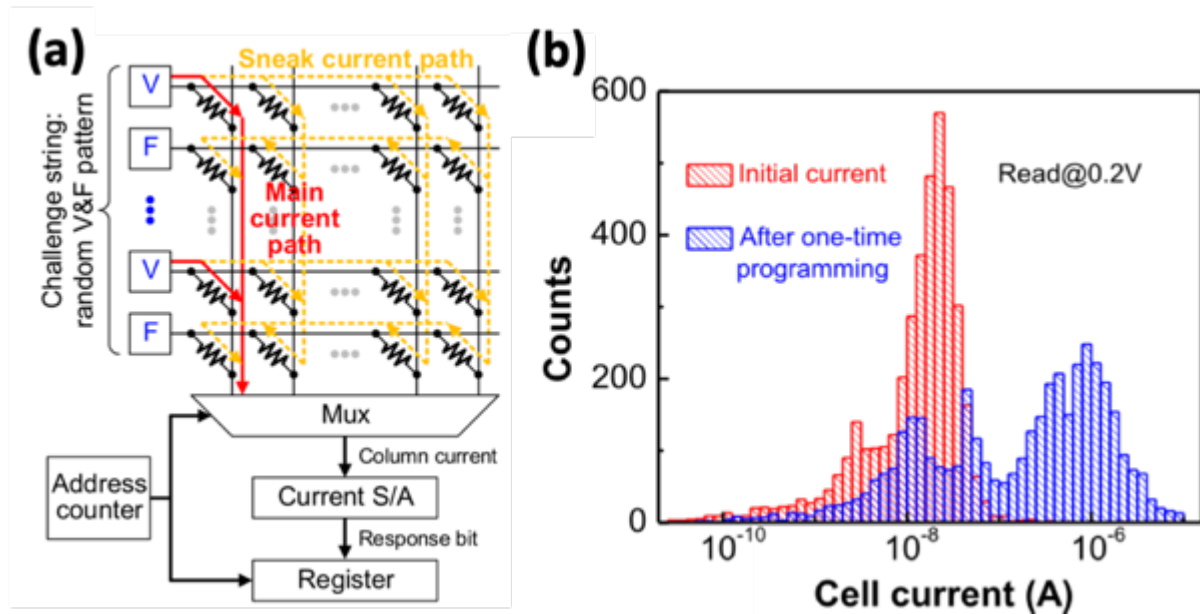 (a)
Sneak current path
Challenge string:
random V&F pattern
V
F
V
F
Main
current
path
Mux
Column current
Address
counter
Current S/A
Response bit
Register
(b)
600
400
200
0
Counts
Initial current
Read@0.2V
After one-time
programming
10^-10
10^-8
10^-6
Cell current (A)